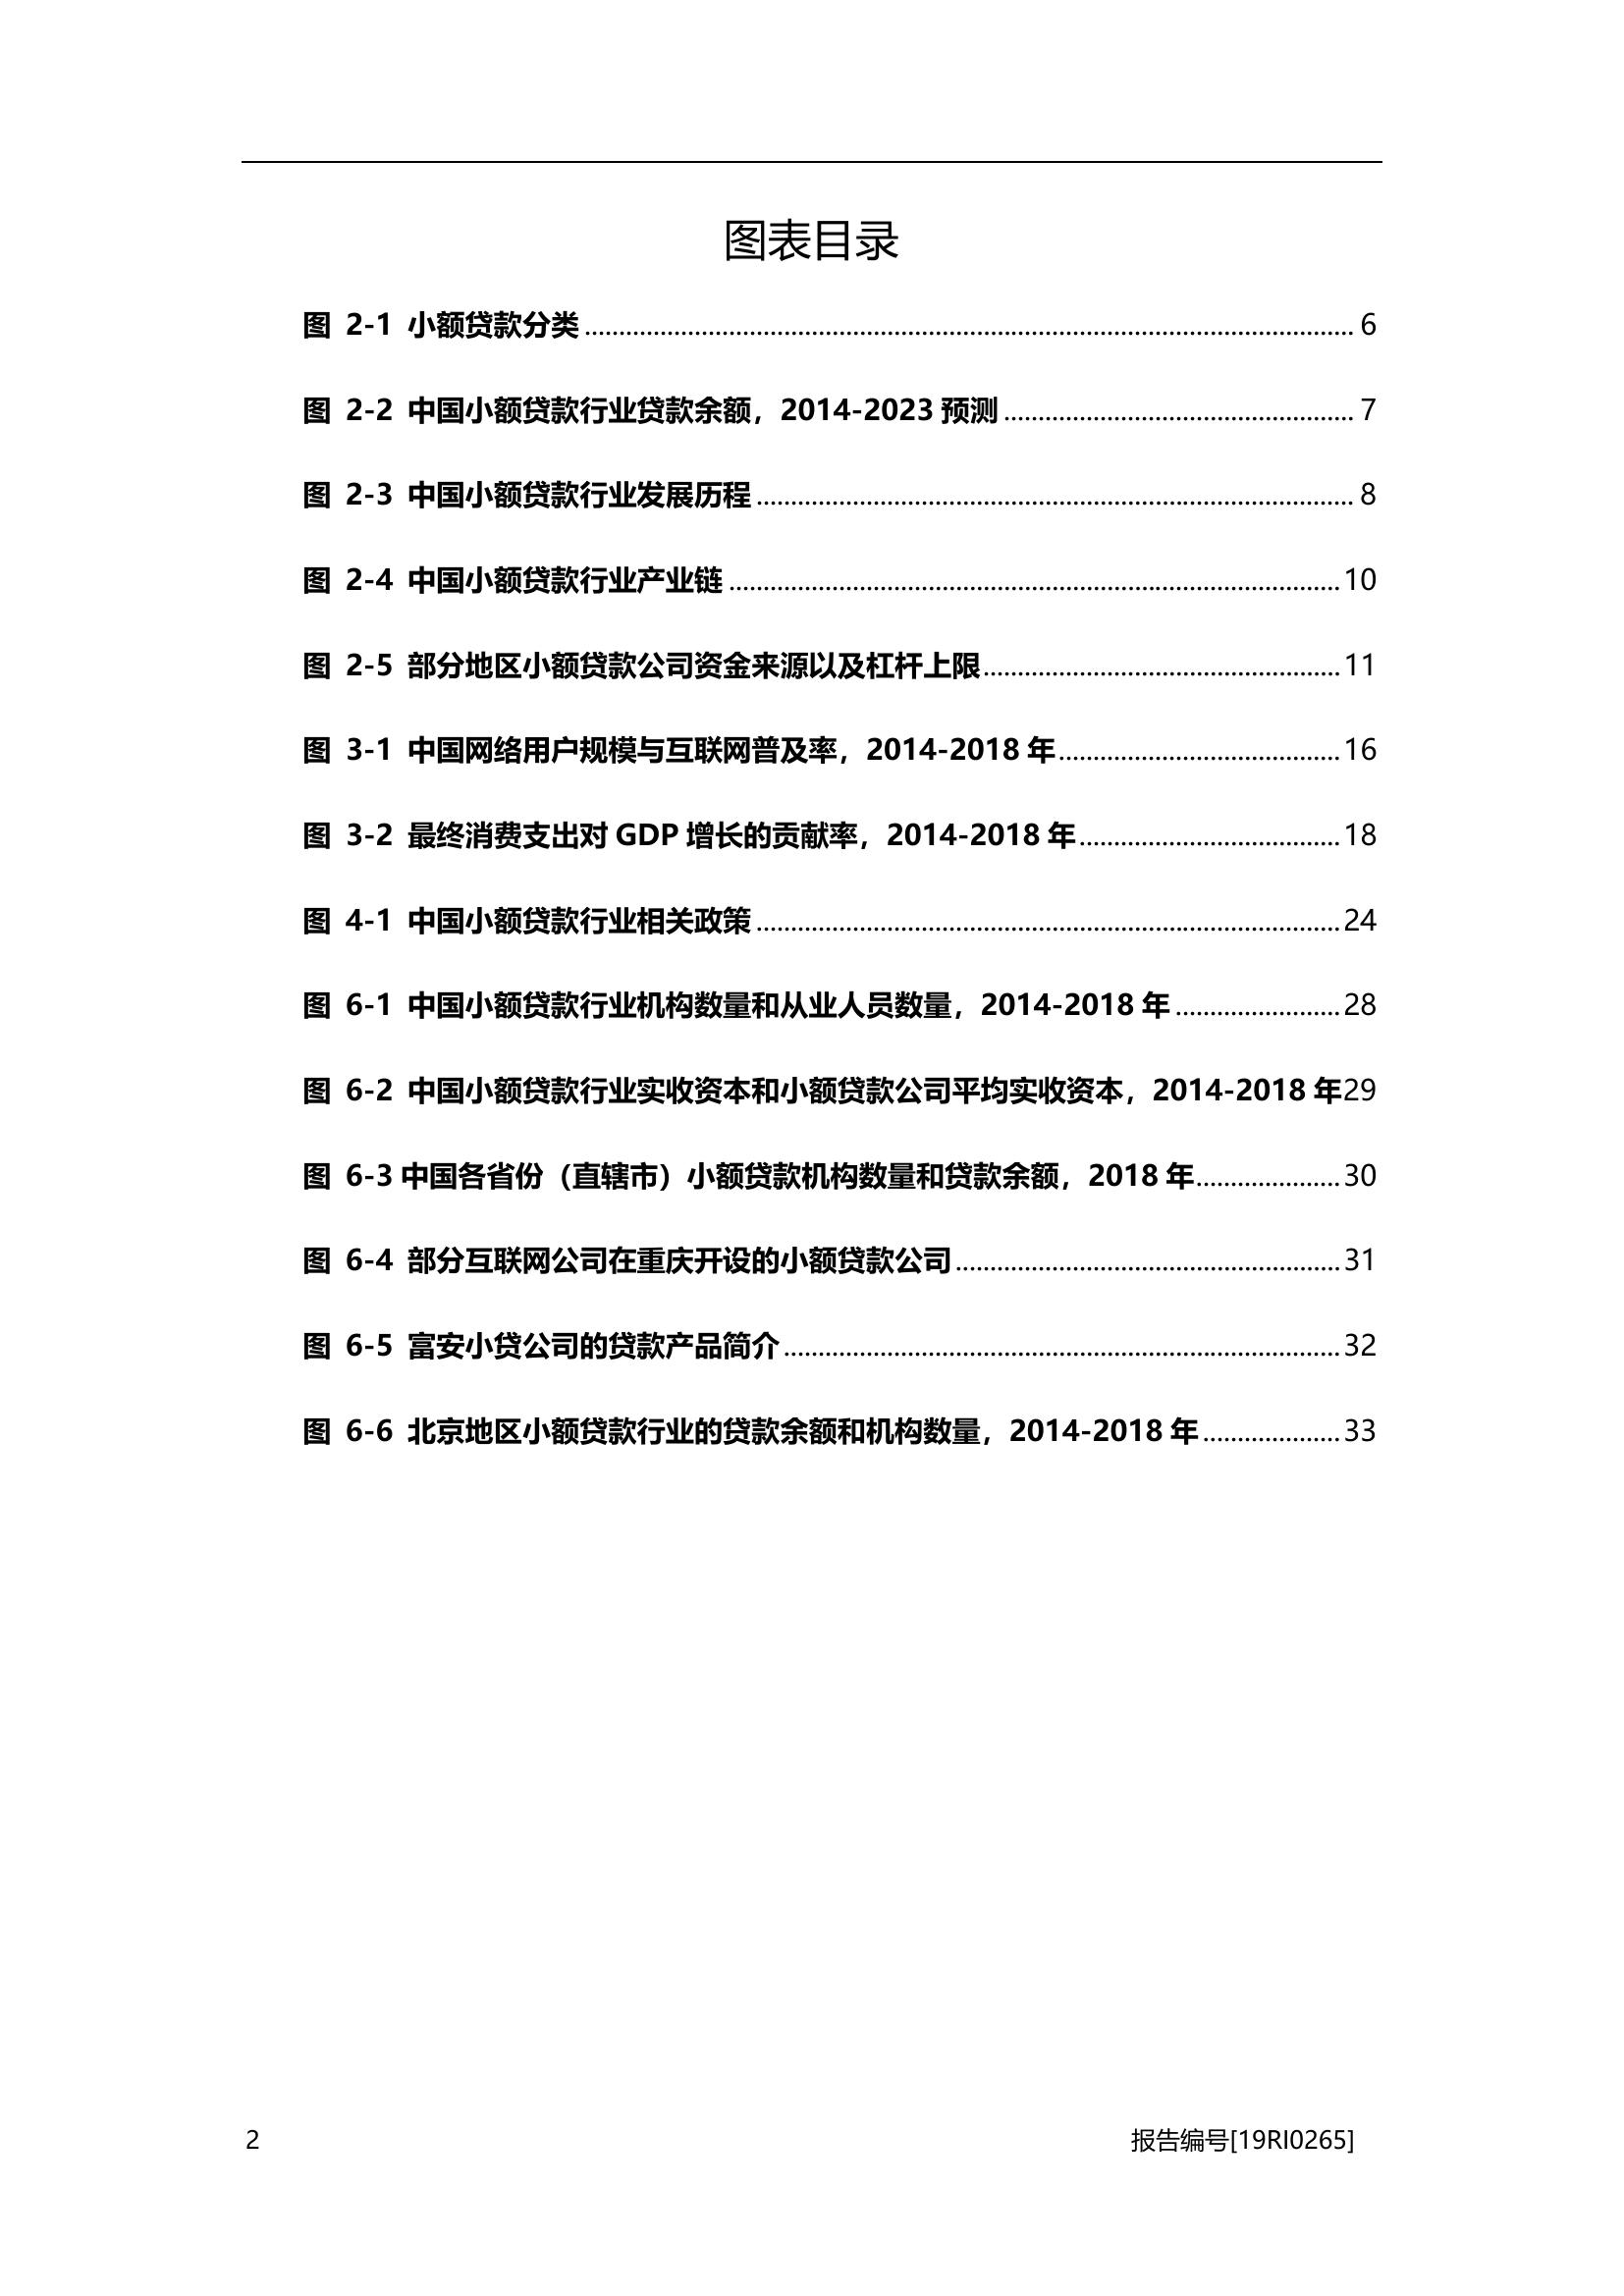 图表目录
图 2-1 小额贷款分类 ........ 6
图 2-2 中国小额贷款行业贷款余额，2014-2023 预测 ........ 7
图 2-3 中国小额贷款行业发展历程 ........ 8
图 2-4 中国小额贷款行业产业链 ........ 10
图 2-5 部分地区小额贷款公司资金来源以及杠杆上限 ........ 11
图 3-1 中国网络用户规模与互联网普及率，2014-2018 年 ........ 16
图 3-2 最终消费支出对 GDP 增长的贡献率，2014-2018 年 ........ 18
图 4-1 中国小额贷款行业相关政策 ........ 24
图 6-1 中国小额贷款行业机构数量和从业人员数量，2014-2018 年 ........ 28
图 6-2 中国小额贷款行业实收资本和小额贷款公司平均实收资本，2014-2018 年29
图 6-3 中国各省份（直辖市）小额贷款机构数量和贷款余额，2018 年 ........ 30
图 6-4 部分互联网公司在重庆开设的小额贷款公司 ........ 31
图 6-5 富安小贷公司的贷款产品简介 ........ 32
图 6-6 北京地区小额贷款行业的贷款余额和机构数量，2014-2018 年 ........ 33
2 报告编号[19RI0265]